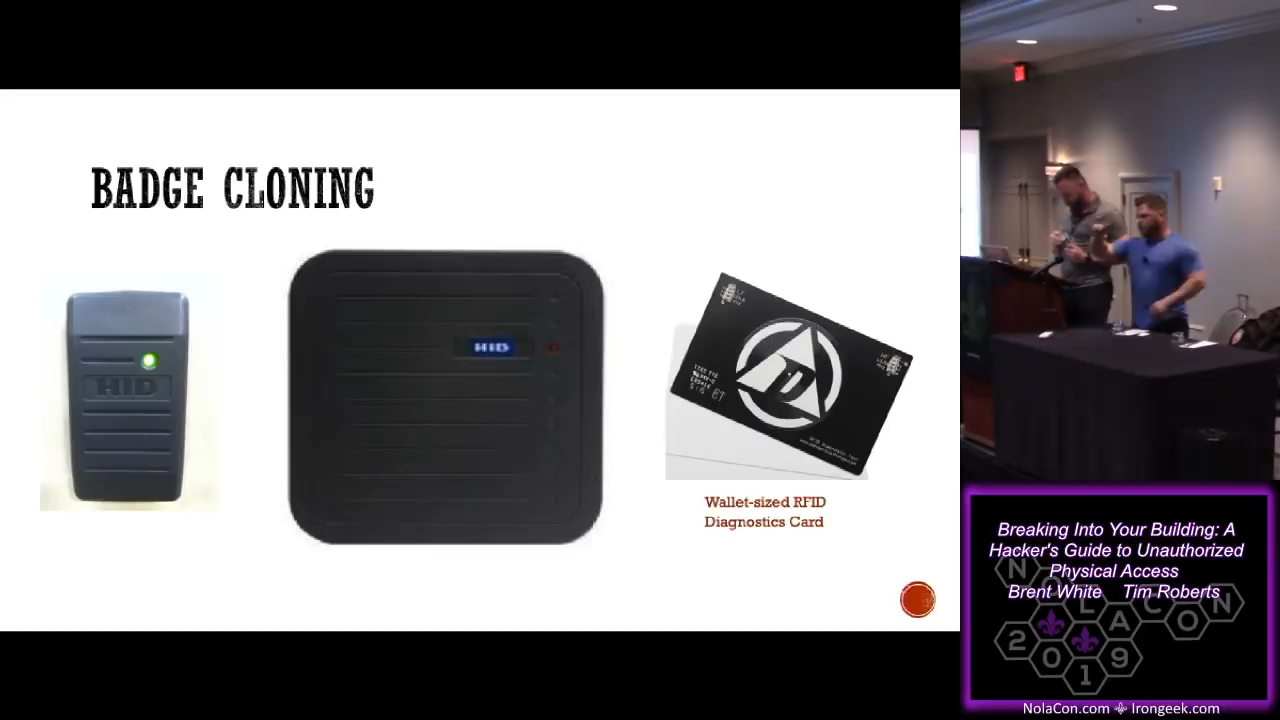 BADGE CLONING
HID
HID
D
Wallet-sized RFID
Diagnostics Card
Breaking Into Your Building: A
Hacker's Guide to Unauthorized
Physical Access
Brent White Tim Roberts
NOLACON
2019
NolaCon.com Irongeek.com